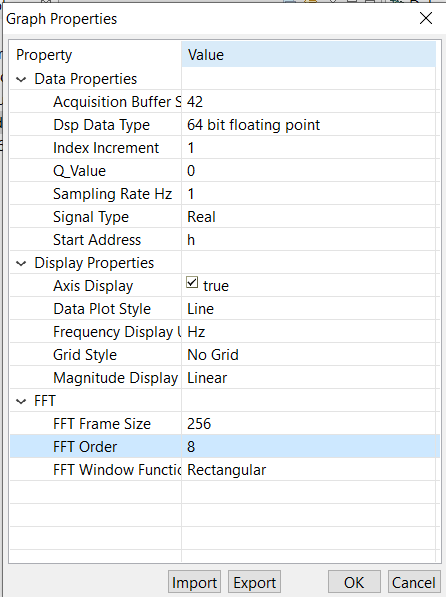 Graph Properties
Property Value
Data Properties
Acquisition Buffer S 42
Dsp Data Type 64 bit floating point
Index Increment 1
Q_Value 0
Sampling Rate Hz 1
Signal Type Real
Start Address h
Display Properties
Axis Display true
Data Plot Style Line
Frequency Display U Hz
Grid Style No Grid
Magnitude Display Linear
FFT
FFT Frame Size 256
FFT Order 8
FFT Window Functic Rectangular
Import Export OK Cancel